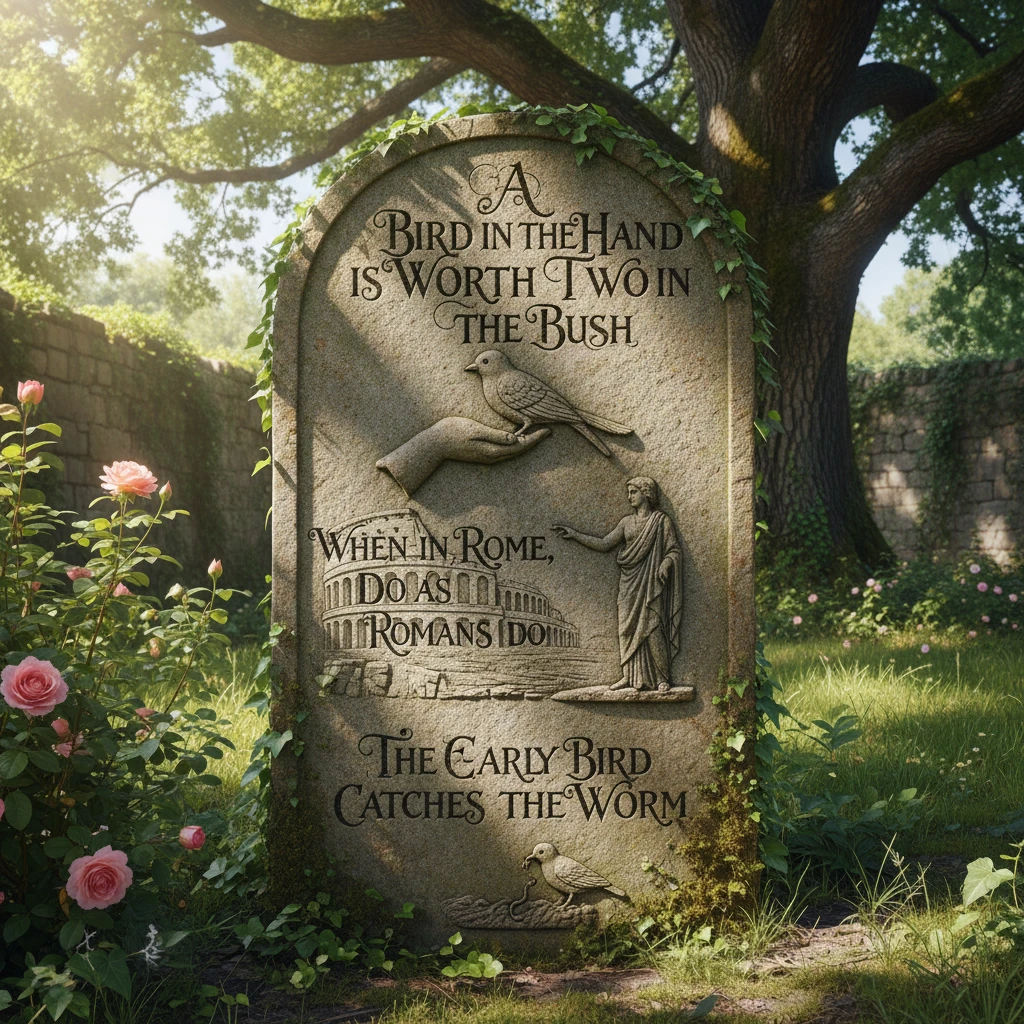 A
BIRD IN THE HAND
IS WORTH TWO IN
THE BUSH
WHEN IN ROME,
DO AS
ROMANS DO
THE EARLY BIRD
CATCHES THE WORM